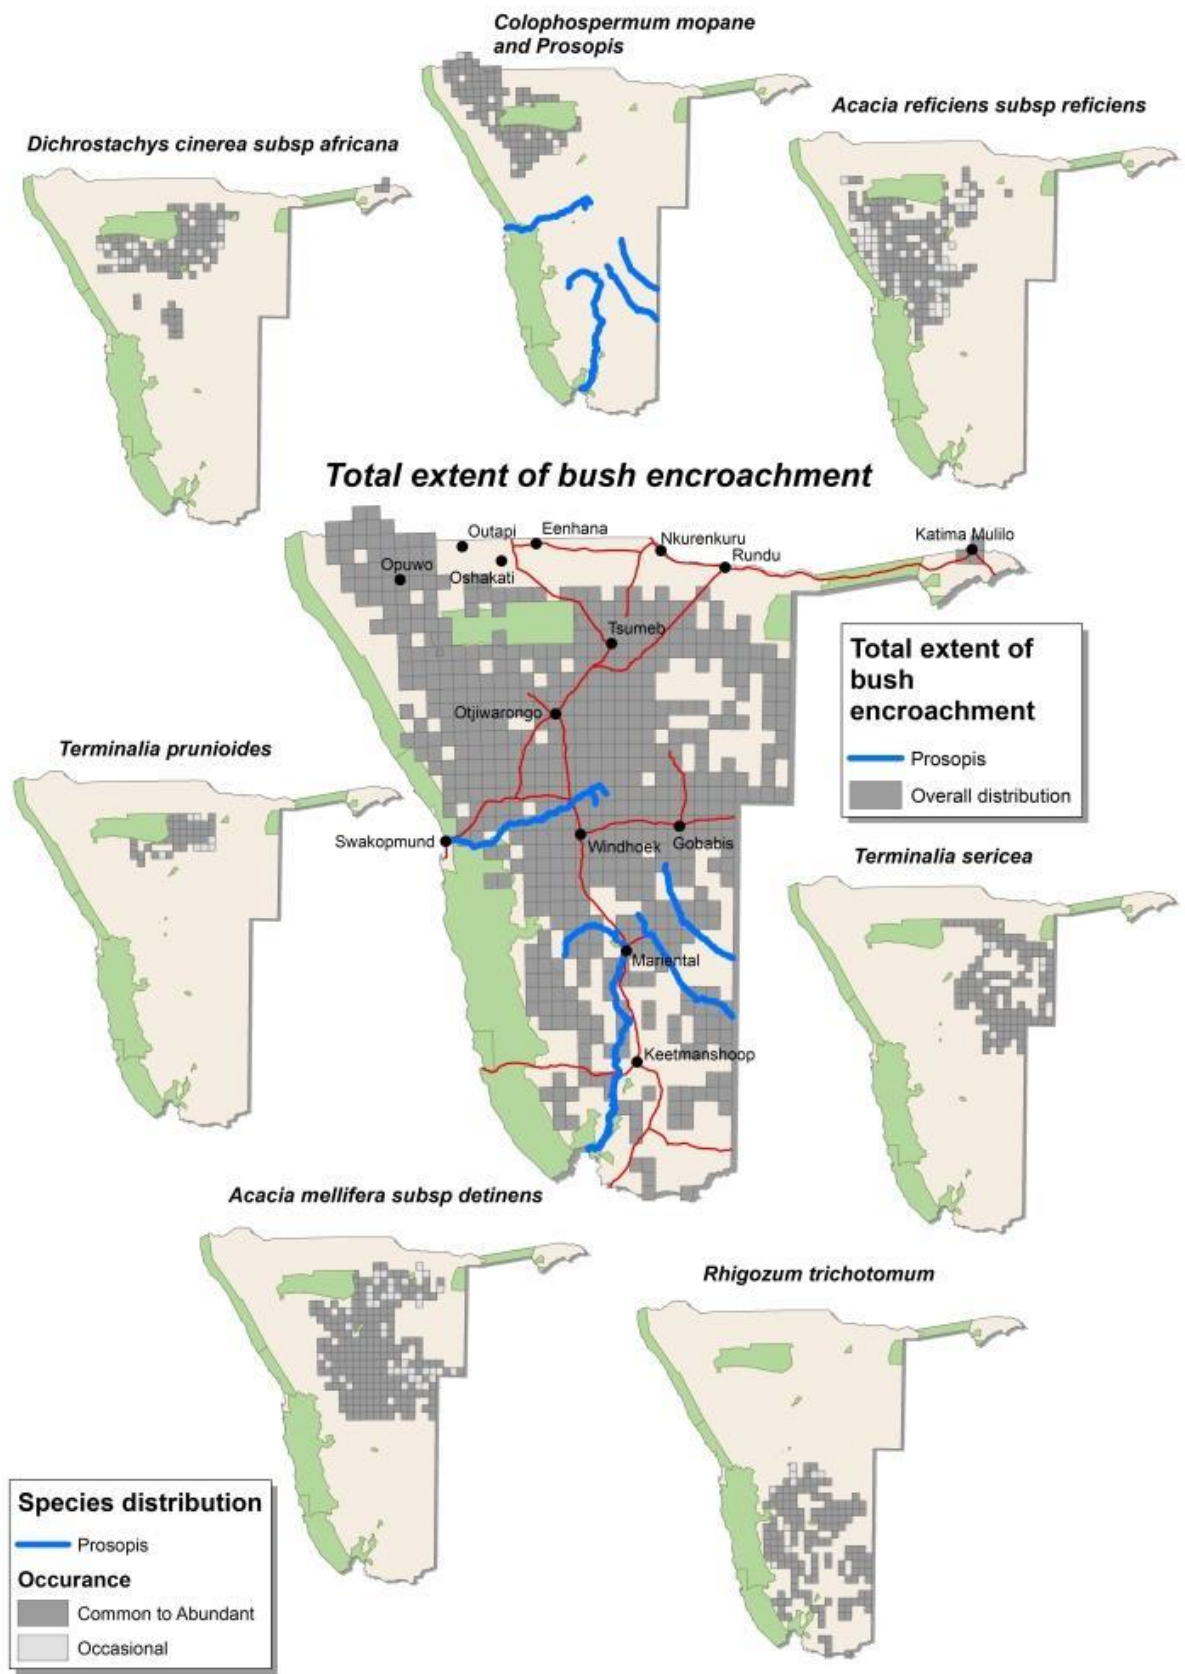 Colophospermum mopane
and Prosopis
Acacia reficiens subsp reficiens
Dichrostachys cinerea subsp africana
Total extent of bush encroachment
Outapi
Eenhana
Nkurenkuru
Katima Mulilo
Rundu
Opuwo
Oshakati
Tsumeb
Total extent of
bush
encroachment
Prosopis
Overall distribution
Otjiwarongo
Terminalia prunioides
Swakopmund
Windhoek
Gobabis
Terminalia sericea
Mariental
Keetmanshoop
Acacia mellifera subsp detinens
Rhigozum trichotomum
Species distribution
Prosopis
Occurance
Common to Abundant
Occasional